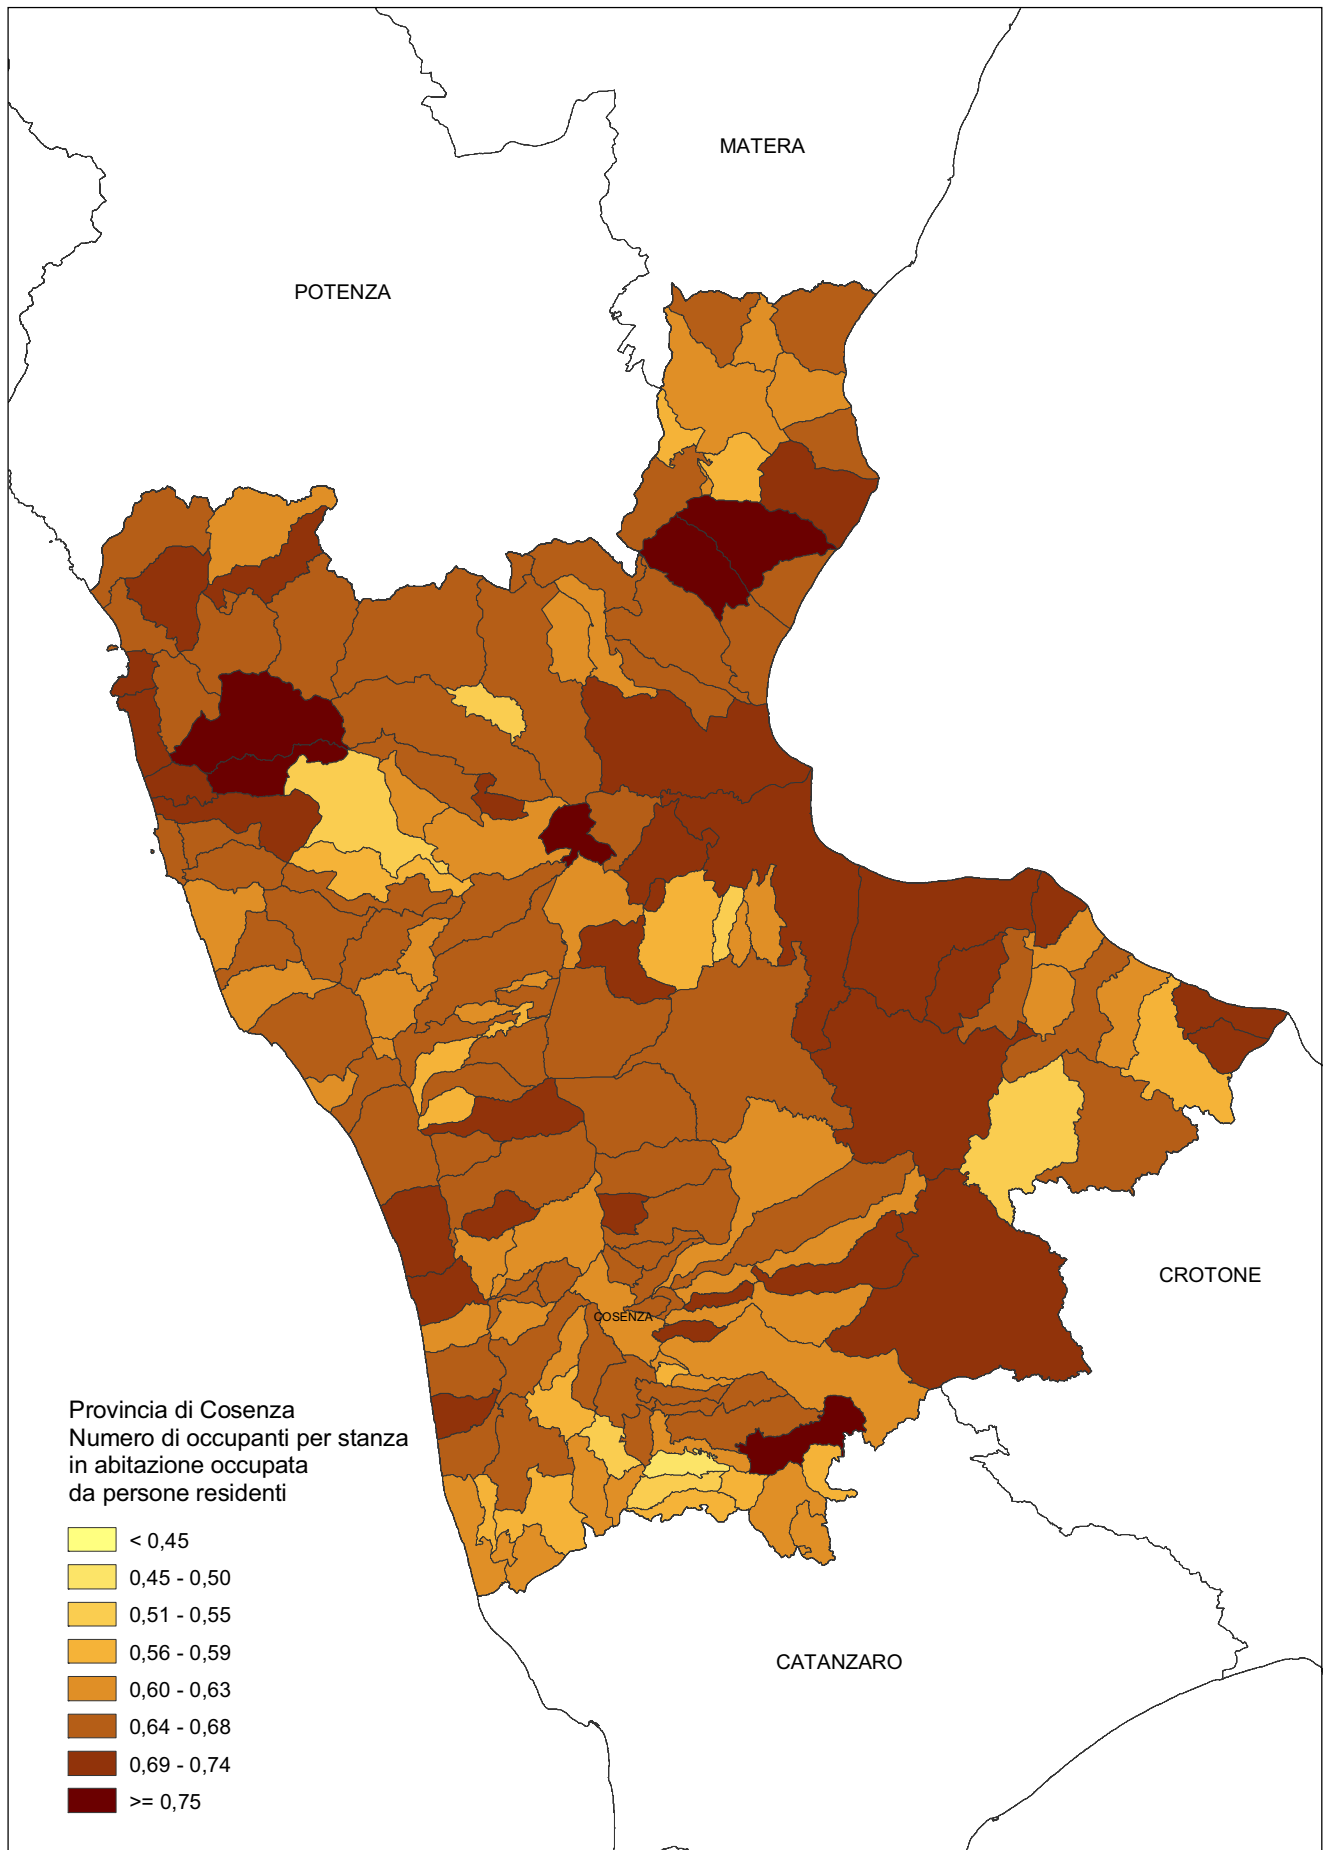 MATERA
POTENZA
CROTONE
COSENZA
Provincia di Cosenza
Numero di occupanti per stanza
in abitazione occupata
da persone residenti
< 0,45
0,45 - 0,50
0,51 - 0,55
0,56 - 0,59
0,60 - 0,63
0,64 - 0,68
0,69 - 0,74
>= 0,75
CATANZARO